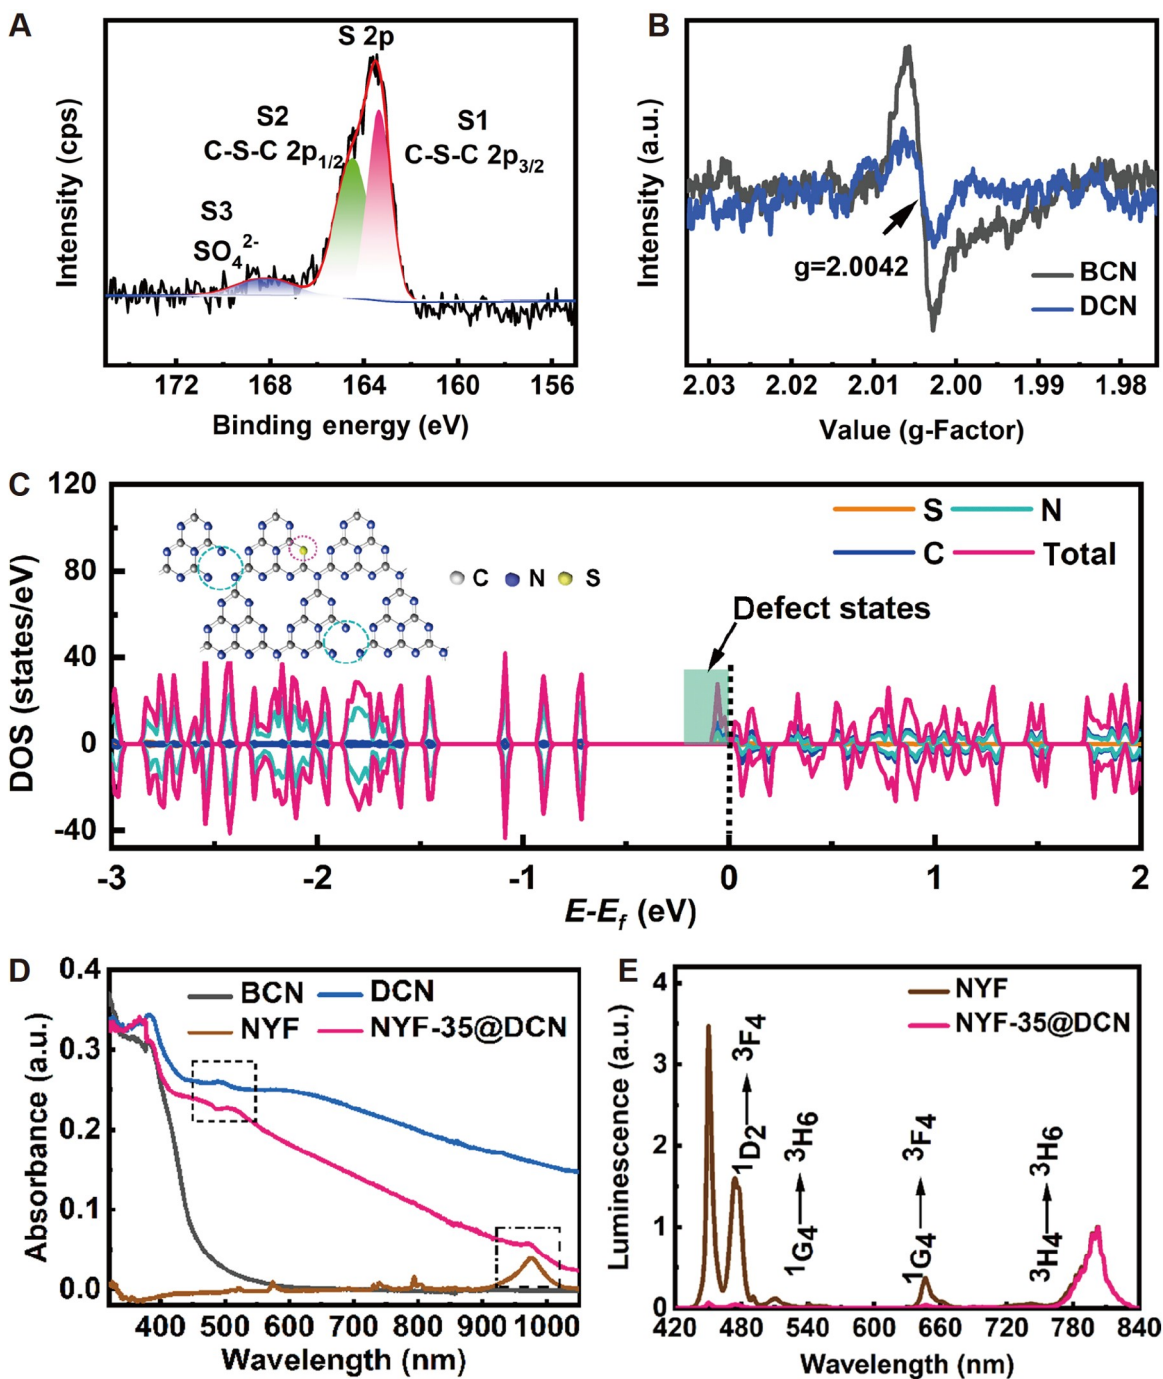 A
S 2p
S2
C-S-C 2p1/2
S1
C-S-C 2p3/2
S3
SO4 2-
Intensity (cps)
172 168 164 160 156
Binding energy (eV)
B
Intensity (a.u.)
g=2.0042
BCN
DCN
2.03 2.02 2.01 2.00 1.99 1.98
Value (g-Factor)
C
DOS (states/eV)
120
80
40
0
-40
C N S
S N
C Total
Defect states
-3 -2 -1 0 1 2
E-Ef (eV)
D
Absorbance (a.u.)
0.4
0.3
0.2
0.1
0.0
BCN DCN
NYF NYF-35@DCN
400 500 600 700 800 900 1000
Wavelength (nm)
E
Luminescence (a.u.)
4
3
2
1
0
NYF
NYF-35@DCN
1D2 → 3F4
1G4 → 3H6
1G4 → 3F4
3H4 → 3H6
420 480 540 600 660 720 780 840
Wavelength (nm)